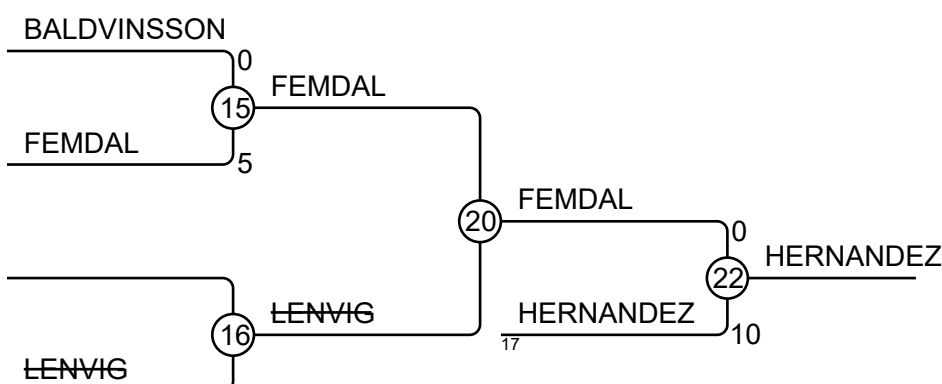 BALDVINSSON
0
15 FEMDAL
FEMDAL
5
20 FEMDAL
0
22 HERNANDEZ
16 LENVIG
HERNANDEZ
10
17
LENVIG